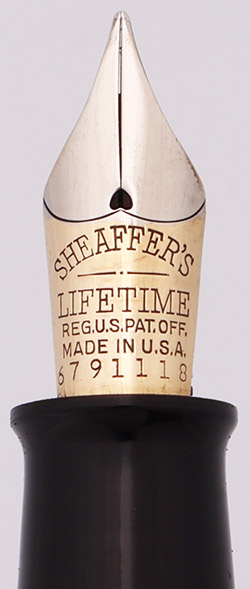 SHEAFFER'S
LIFETIME
REG.U.S.PAT.OFF.
MADE IN U.S.A.
6791118